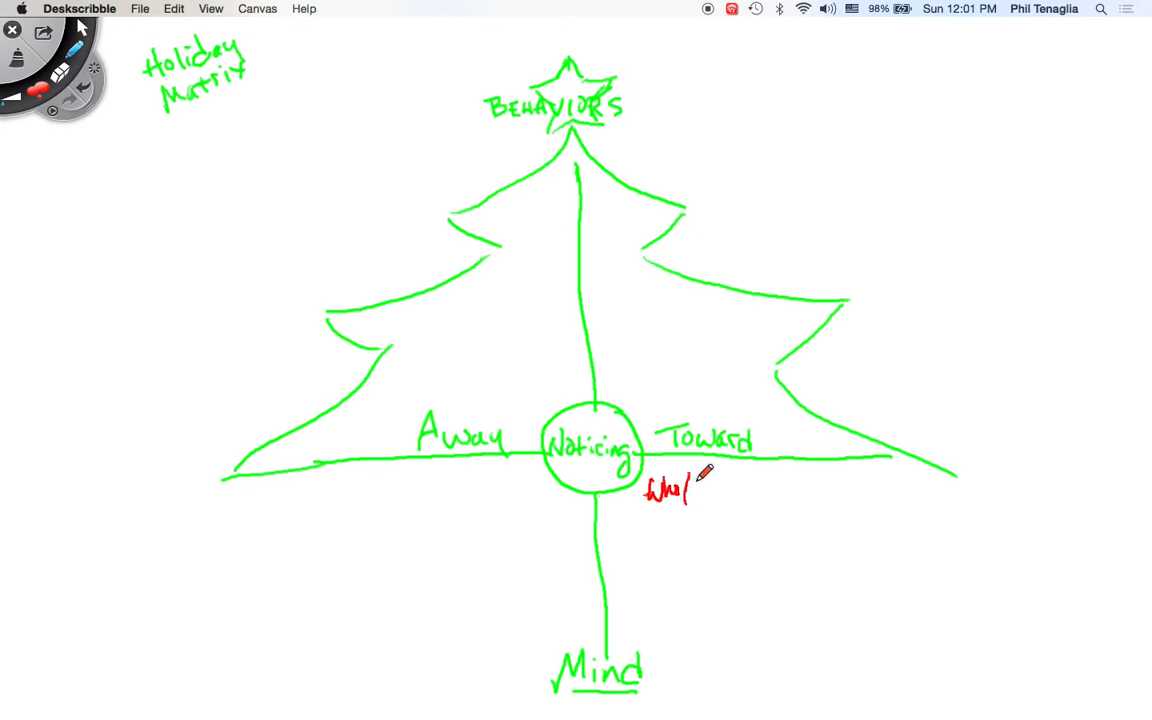 Deskscribble File Edit View Canvas Help 98% Sun 12:01 PM Phil Tenaglia
Holiday
Matrix
BEHAVIORS
Away Noticing Toward
Who/
Mind